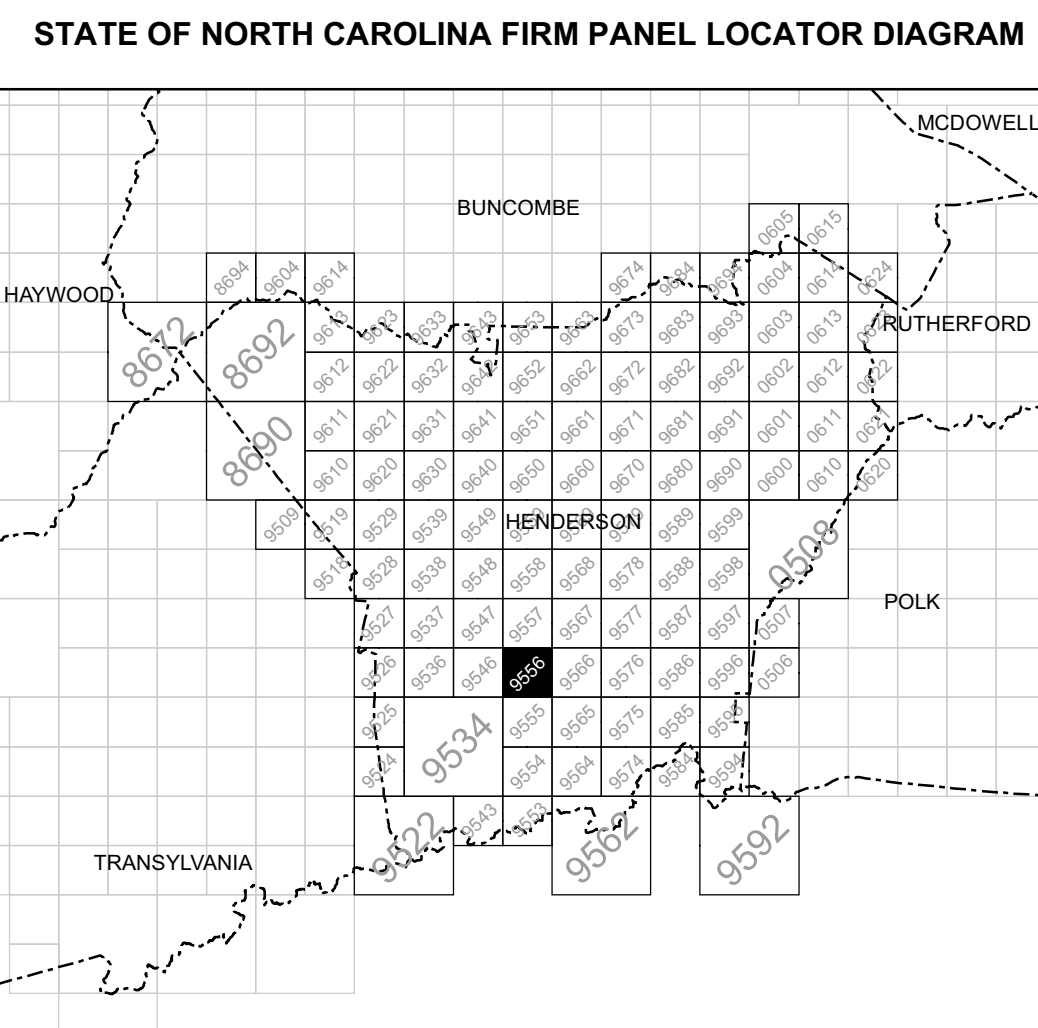 STATE OF NORTH CAROLINA FIRM PANEL LOCATOR DIAGRAM
MCDOWELL
BUNCOMBE
0605 0615
8694 9604 9614 9674 9684 9694 0604 0614 0624
HAYWOOD
RUTHERFORD
8672 8692 9613 9623 9633 9643 9653 9663 9673 9683 9693 0603 0613 0623
9612 9622 9632 9642 9652 9662 9672 9682 9692 0602 0612 0622
8690 9611 9621 9631 9641 9651 9661 9671 9681 9691 0601 0611 0621
9610 9620 9630 9640 9650 9660 9670 9680 9690 0600 0610 0620
9509 9519 9529 9539 9549 9589 9599
HENDERSON
0508
9518 9528 9538 9548 9558 9568 9578 9588 9598
POLK
9527 9537 9547 9557 9567 9577 9587 9597 0507
9526 9536 9546 9556 9566 9576 9586 9596 0506
9525 9534 9555 9565 9575 9585 9595
9524 9554 9564 9574 9584 9594
9522 9543 9553 9562 9592
TRANSYLVANIA